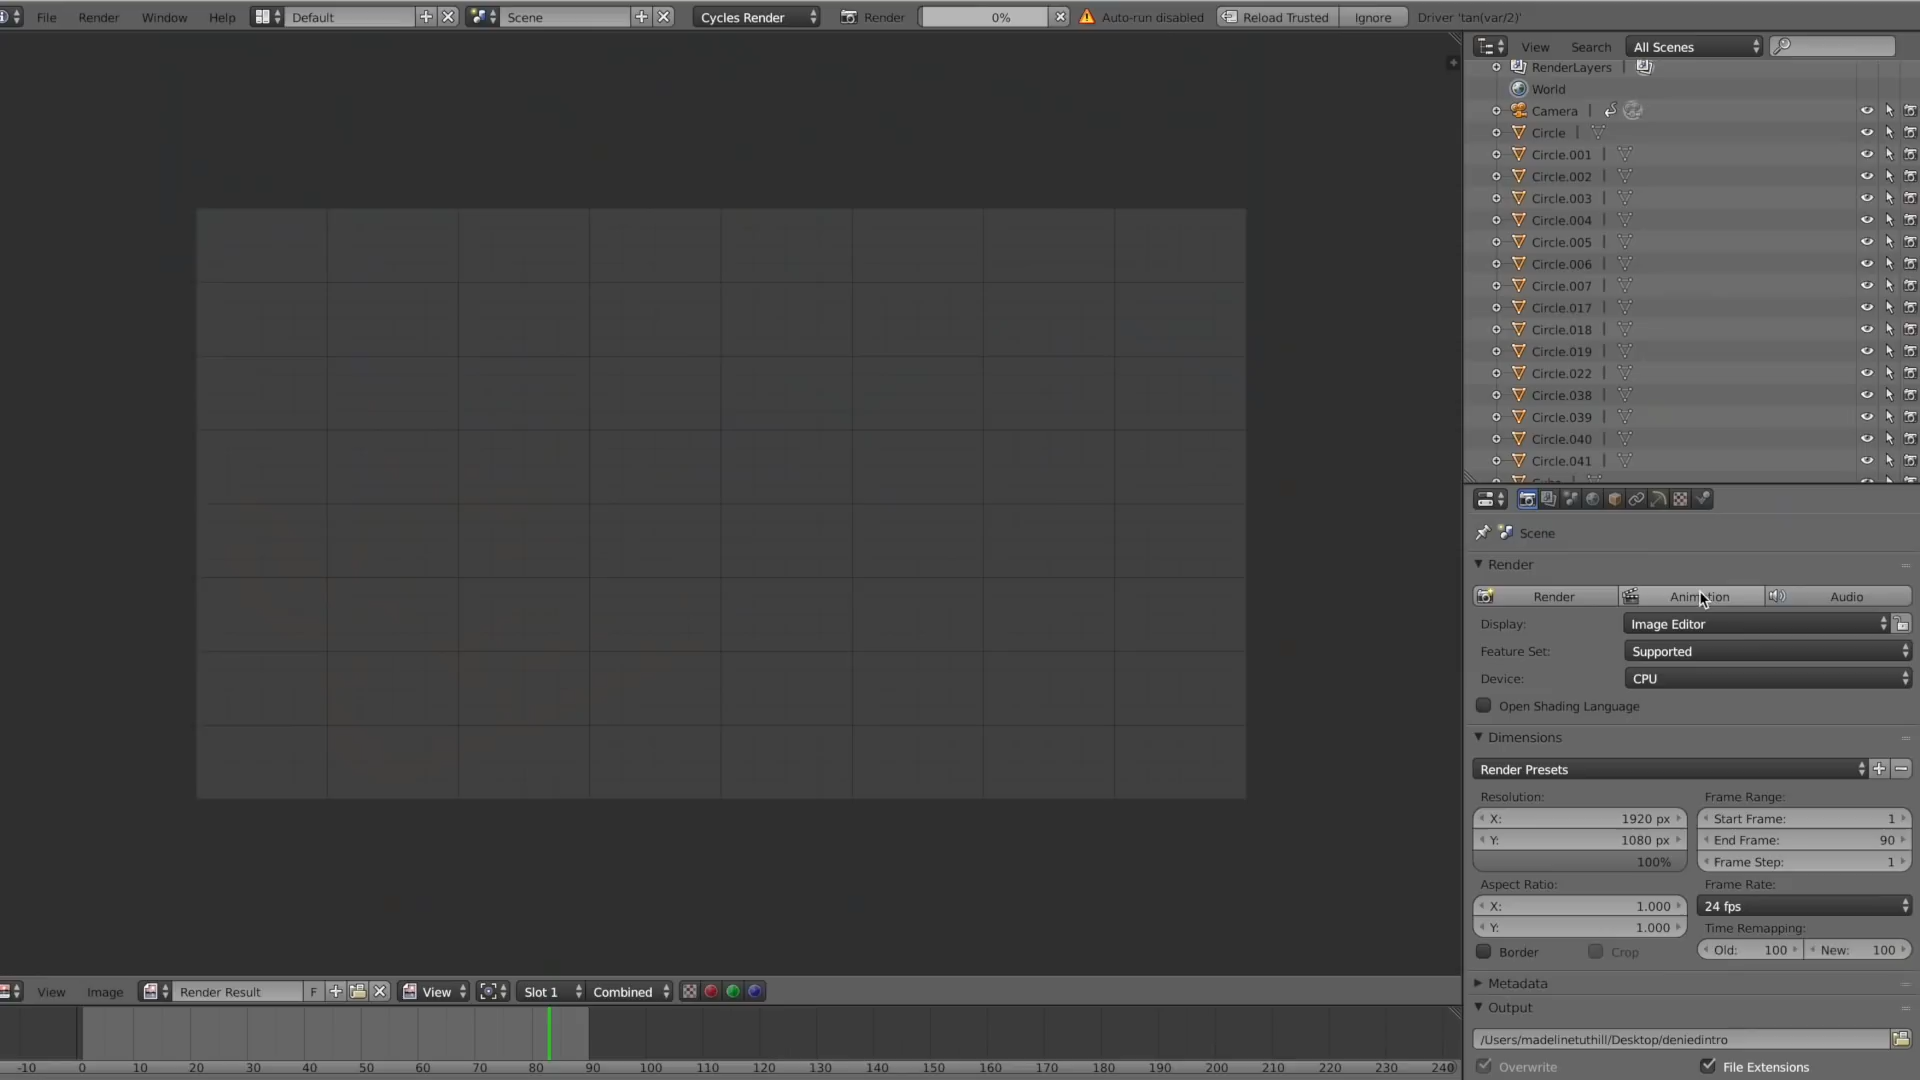 File Render Window Help Default Scene Cycles Render Render 0% Auto-run disabled Reload Trusted Ignore Driver 'tan(var/2)'
View Search All Scenes
RenderLayers |
World
Camera |
Circle |
Circle.001 |
Circle.002 |
Circle.003 |
Circle.004 |
Circle.005 |
Circle.006 |
Circle.007 |
Circle.017 |
Circle.018 |
Circle.019 |
Circle.022 |
Circle.038 |
Circle.039 |
Circle.040 |
Circle.041 |
Scene
Render
Render Animation Audio
Display: Image Editor
Feature Set: Supported
Device: CPU
Open Shading Language
Dimensions
Render Presets
Resolution: Frame Range:
X: 1920 px Start Frame: 1
Y: 1080 px End Frame: 90
100% Frame Step: 1
Aspect Ratio: Frame Rate:
X: 1.000 24 fps
Y: 1.000 Time Remapping:
Border Crop Old: 100 New: 100
Metadata
Output
/Users/madelinetuthill/Desktop/deniedintro
Overwrite File Extensions
View Image Render Result F View Slot 1 Combined
-10 0 10 20 30 40 50 60 70 80 90 100 110 120 130 140 150 160 170 180 190 200 210 220 230 240